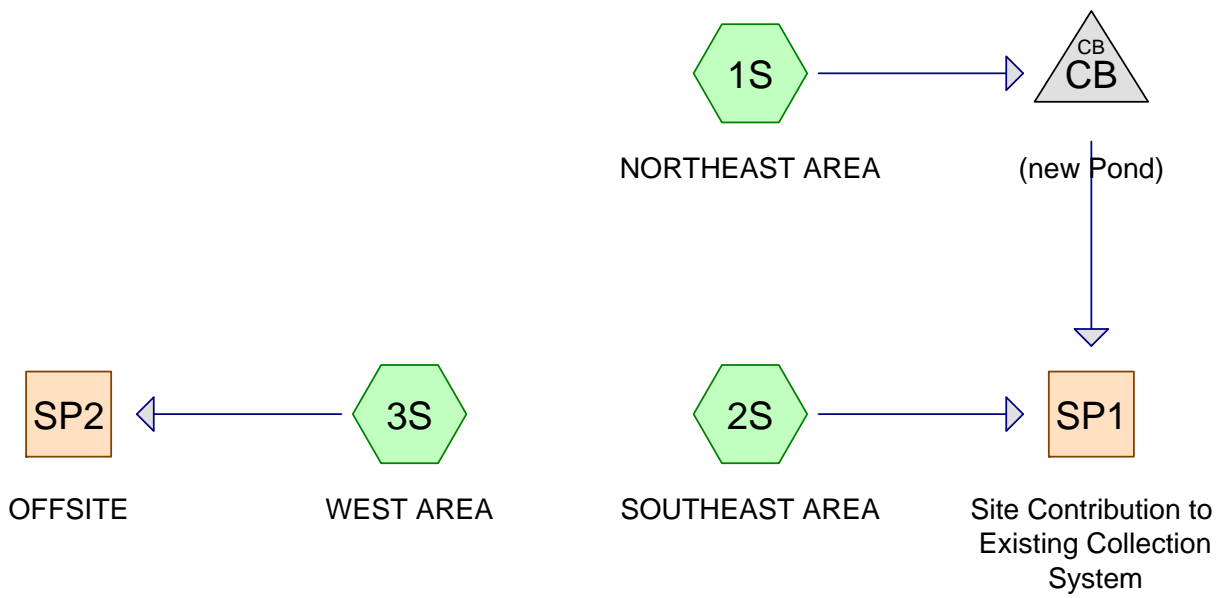 1S
CB
CB
NORTHEAST AREA
(new Pond)
SP2
3S
2S
SP1
OFFSITE
WEST AREA
SOUTHEAST AREA
Site Contribution to
Existing Collection
System